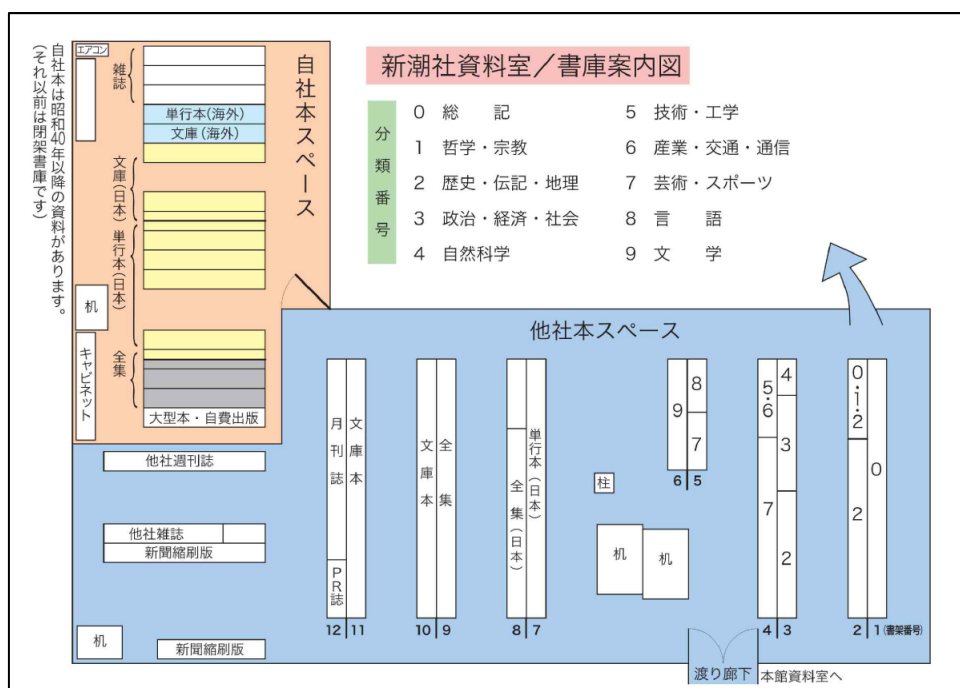 新潮社資料室／書庫案内図
分類番号
0 総記
1 哲学・宗教
2 歴史・伝記・地理
3 政治・経済・社会
4 自然科学
5 技術・工学
6 産業・交通・通信
7 芸術・スポーツ
8 言語
9 文学
自社本は昭和40年以降の資料があります。
(それ以前は閉架書庫です)
自社本スペース
エアコン
雑誌
単行本(海外)
文庫(海外)
文庫(日本)
単行本(日本)
全集
机
キャビネット
大型本・自費出版
他社本スペース
他社週刊誌
他社雑誌
新聞縮刷版
机
新聞縮刷版
月刊誌
PR誌
文庫本
12
11
文庫本
全集
10
9
全集(日本)
単行本(日本)
8
7
柱
机
机
9
8
7
6
5
5・6
7
4
3
2
4
3
0・1・2
2
0
2
1
(書架番号)
渡り廊下
本館資料室へ